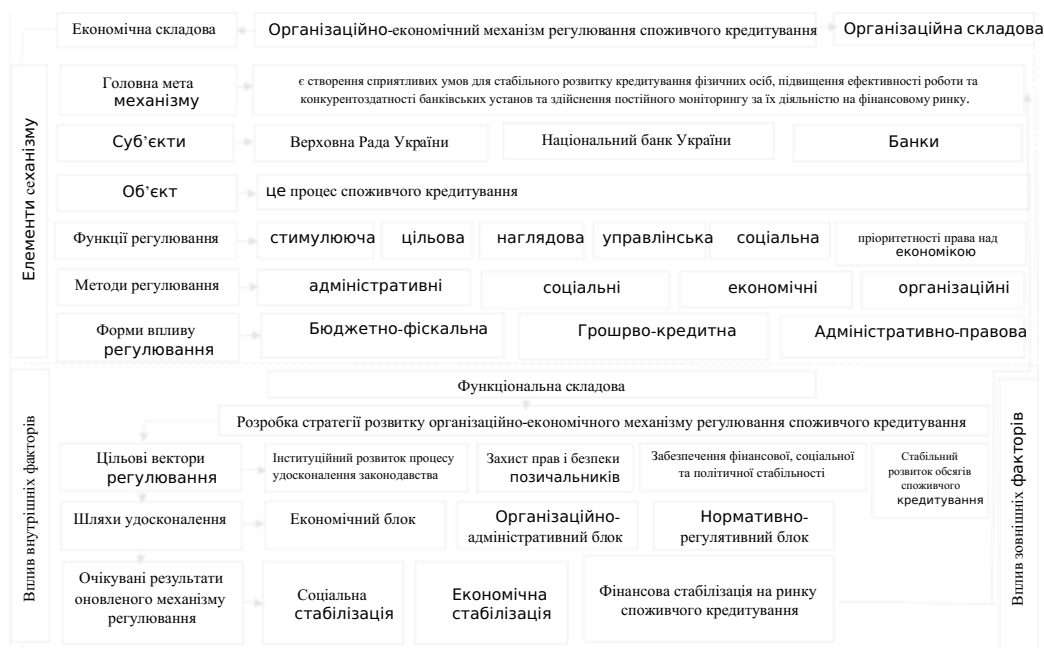 Економічна складова
Організаційно-економічний механізм регулювання споживчого кредитування
Організаційна складова
Елементи сеханізму
Головна мета
механізму
є створення сприятливих умов для стабільного розвитку кредитування фізичних осіб, підвищення ефективності роботи та
конкурентоздатності банківських установ та здійснення постійного моніторингу за їх діяльністю на фінансовому ринку.
Суб’єкти
Верховна Рада України
Національний банк України
Банки
Об’єкт
це процес споживчого кредитування
Функції регулювання
стимулююча
цільова
наглядова
управлінська
соціальна
пріоритетності права над
економікою
Методи регулювання
адміністративні
соціальні
економічні
організаційні
Форми впливу
регулювання
Бюджетно-фіскальна
Грошрво-кредитна
Адміністративно-правова
Вплив внутрішніх факторів
Функціональна складова
Розробка стратегії розвитку організаційно-економічного механізму регулювання споживчого кредитування
Цільові вектори
регулювання
Інституційний розвиток процесу
удосконалення законодавства
Захист прав і безпеки
позичальників
Забезпечення фінансової, соціальної
та політичної стабільності
Стабільний
розвиток обсягів
споживчого
кредитування
Шляхи удосконалення
Економічний блок
Організаційно-
адміністративний блок
Нормативно-
регулятивний блок
Очікувані результати
оновленого механізму
регулювання
Соціальна
стабілізація
Економічна
стабілізація
Фінансова стабілізація на ринку
споживчого кредитування
Вплив зовнішніх факторів